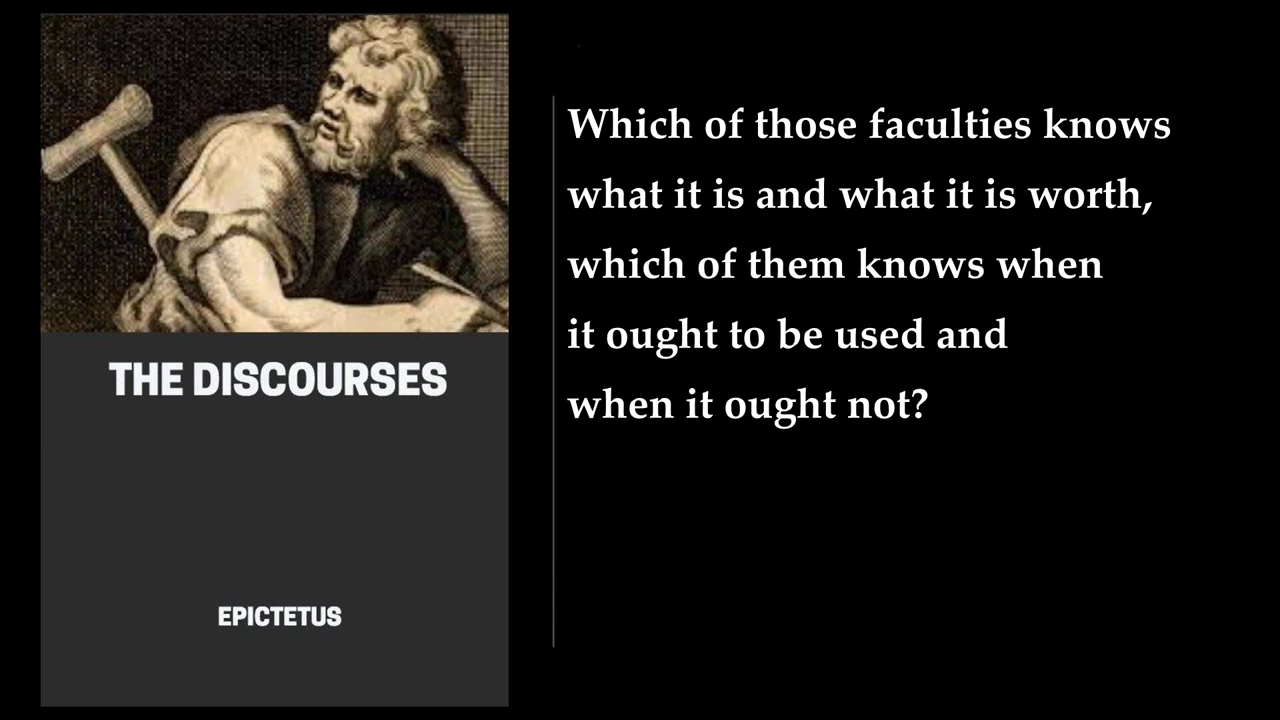 THE DISCOURSES
EPICTETUS
Which of those faculties knows
what it is and what it is worth,
which of them knows when
it ought to be used and
when it ought not?